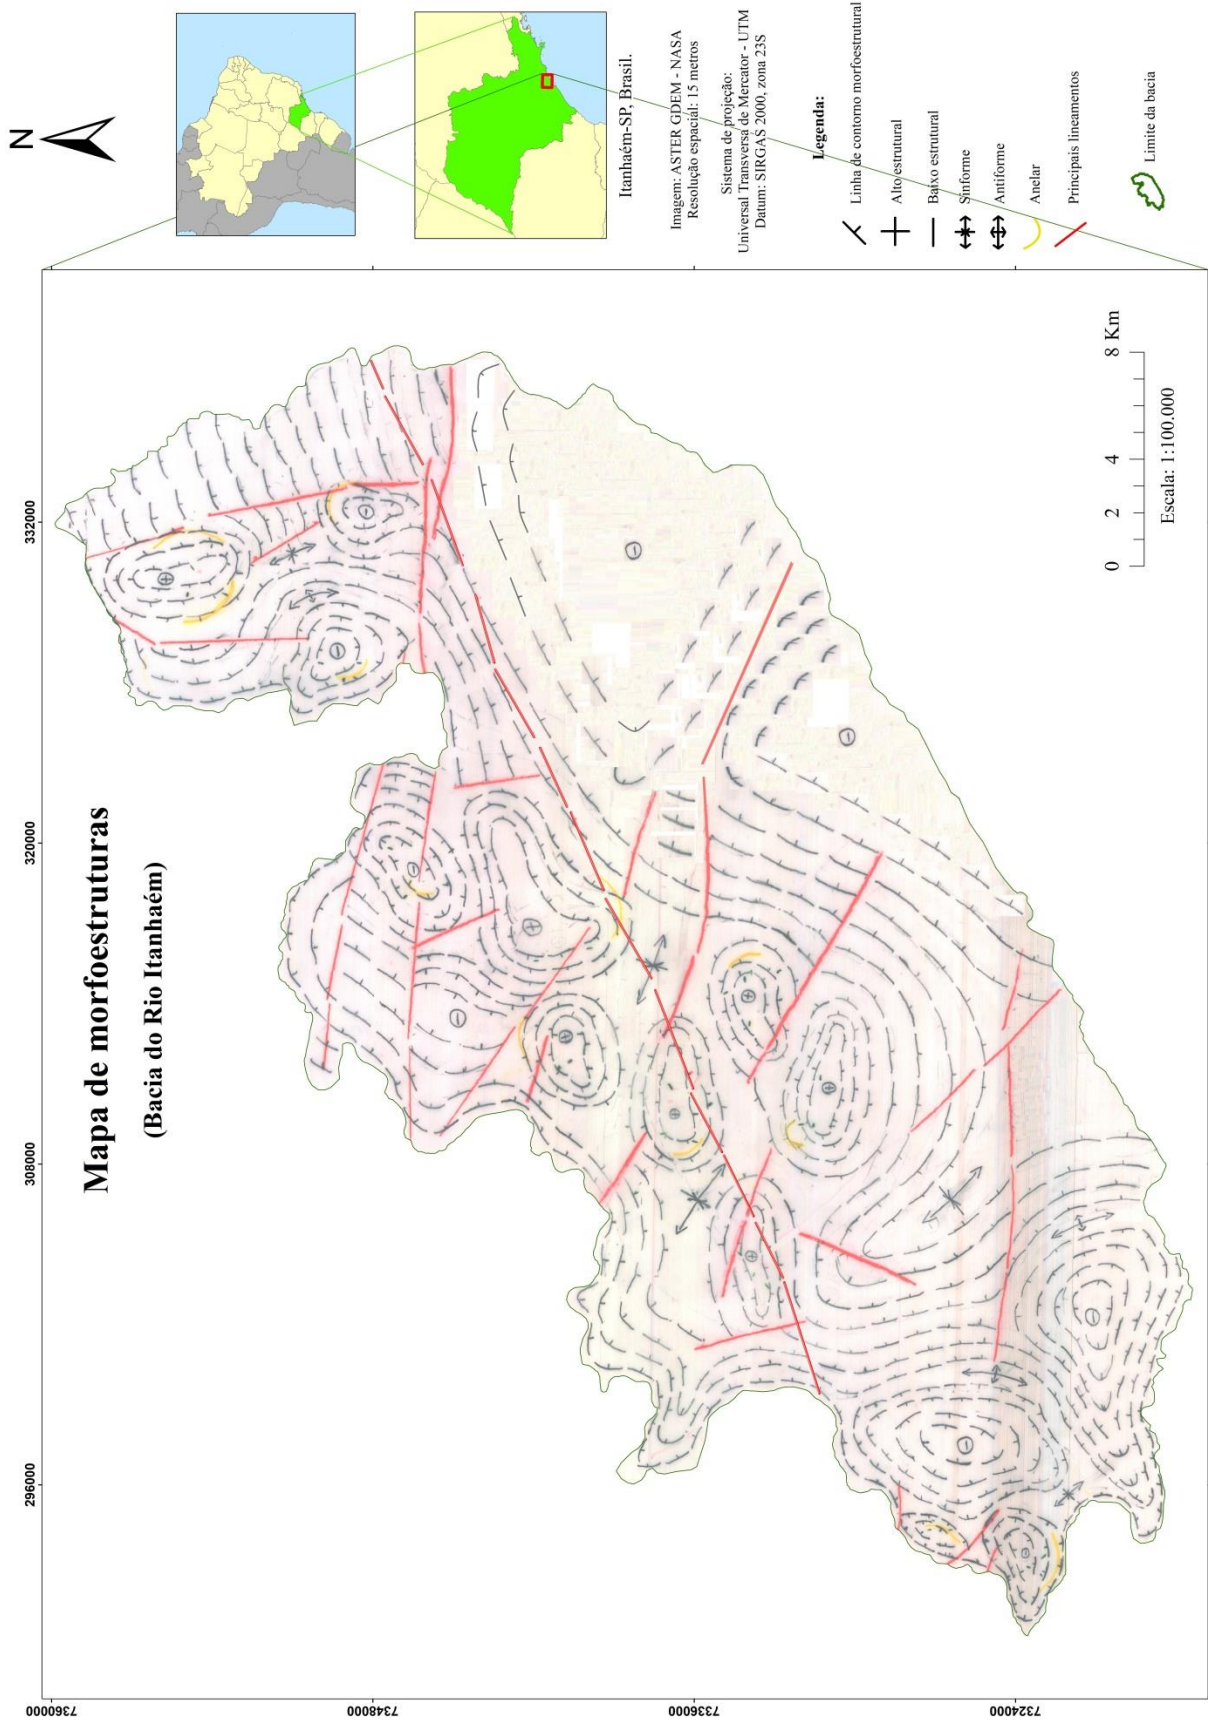 Mapa de morfoestruturas
(Bacia do Rio Itanhaém)
N
296000
308000
320000
332000
7360000
7348000
7336000
7324000
Itanhaém-SP, Brasil.
Imagem: ASTER GDEM - NASA
Resolução espacial: 15 metros
Sistema de projeção:
Universal Transversa de Mercator - UTM
Datum: SIRGAS 2000, zona 23S
Legenda:
Linha de contorno morfoestrutural
Alto estrutural
Baixo estrutural
Sinforme
Antiforme
Anelar
Principais lineamentos
Limite da bacia
0 2 4 8 Km
Escala: 1:100.000